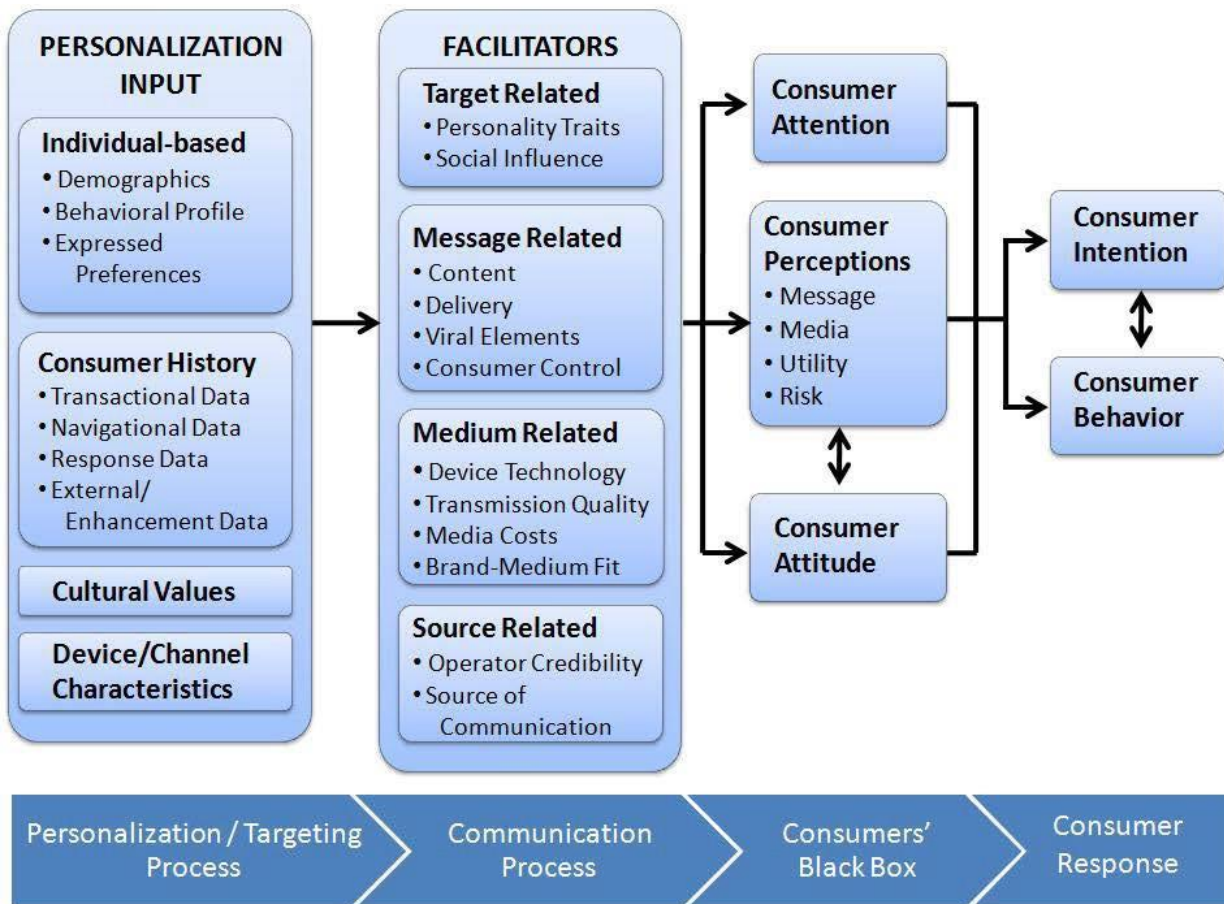 PERSONALIZATION
INPUT
Individual-based
• Demographics
• Behavioral Profile
• Expressed
Preferences
Consumer History
• Transactional Data
• Navigational Data
• Response Data
• External/
Enhancement Data
Cultural Values
Device/Channel
Characteristics
FACILITATORS
Target Related
• Personality Traits
• Social Influence
Message Related
• Content
• Delivery
• Viral Elements
• Consumer Control
Medium Related
• Device Technology
• Transmission Quality
• Media Costs
• Brand-Medium Fit
Source Related
• Operator Credibility
• Source of
Communication
Consumer
Attention
Consumer
Perceptions
• Message
• Media
• Utility
• Risk
Consumer
Attitude
Consumer
Intention
Consumer
Behavior
Personalization / Targeting
Process
Communication
Process
Consumers’
Black Box
Consumer
Response